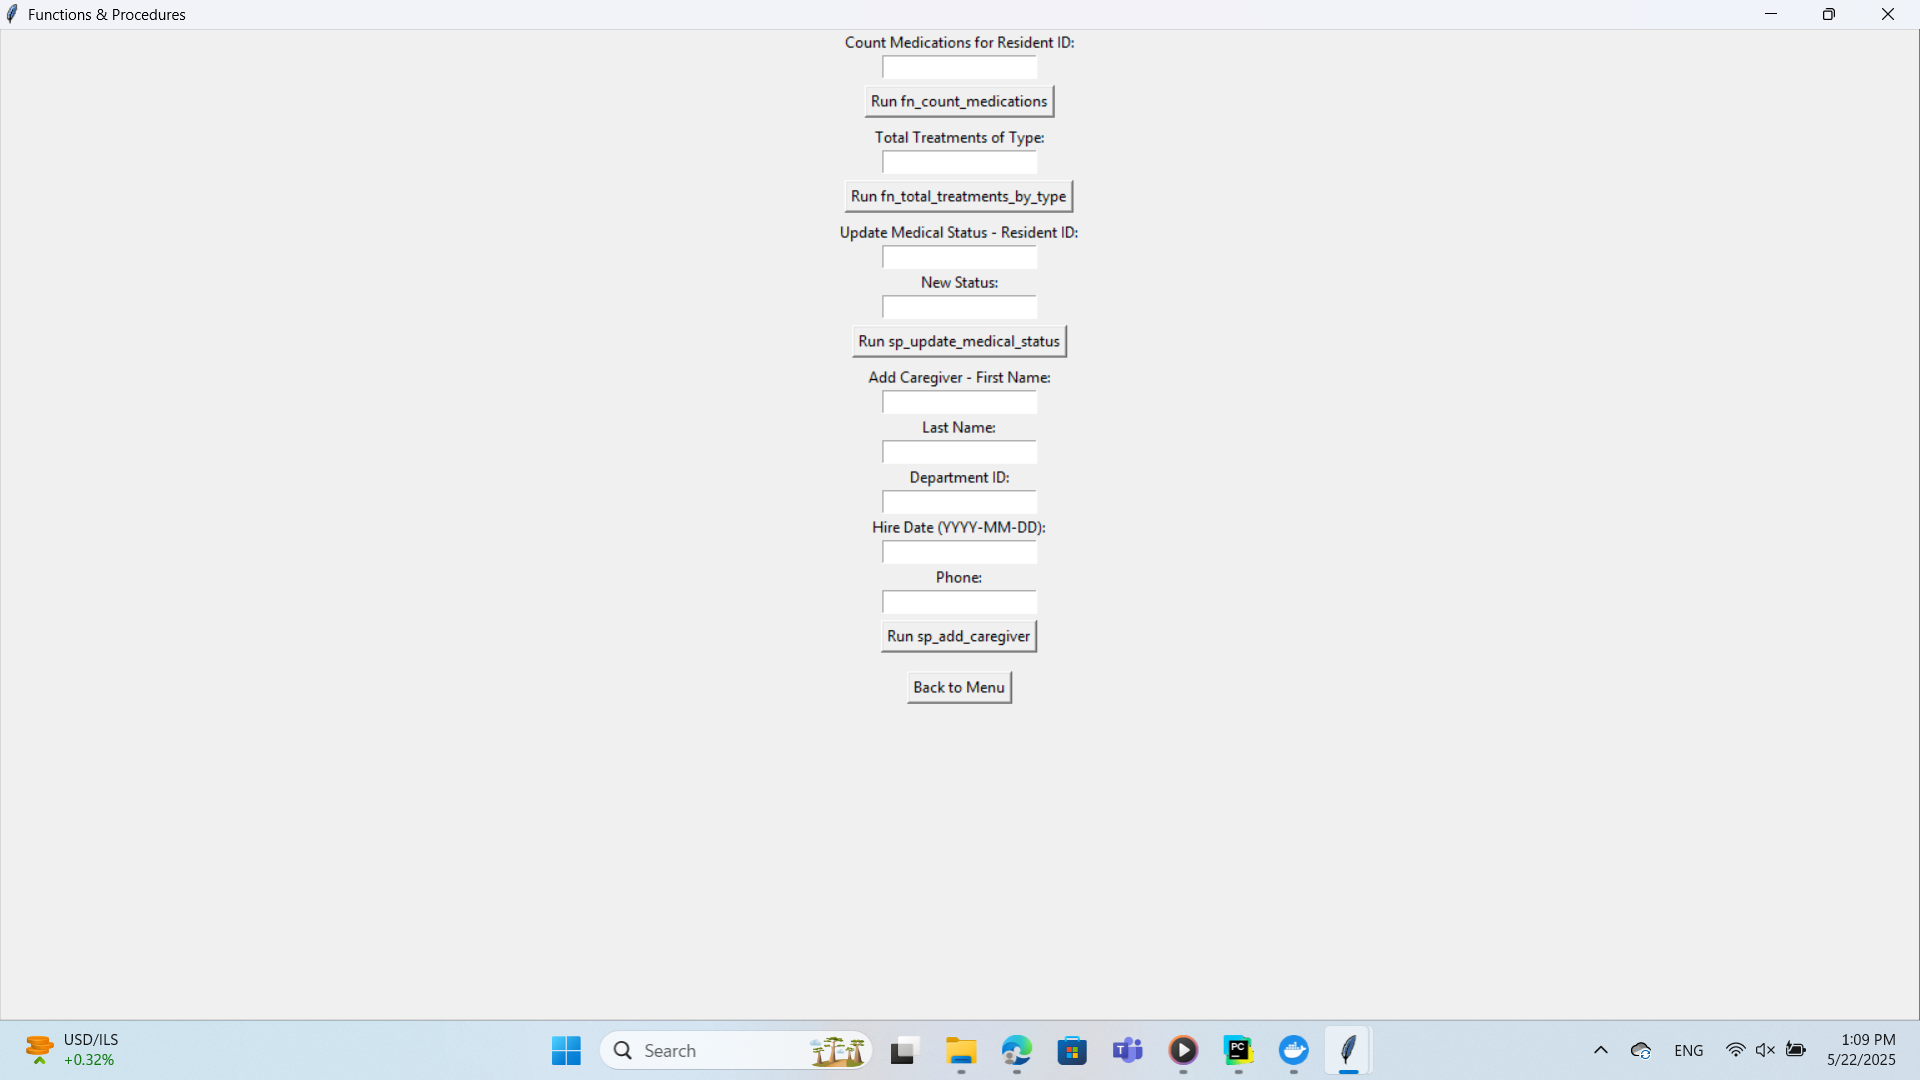 Functions & Procedures
Count Medications for Resident ID:
Run fn_count_medications
Total Treatments of Type:
Run fn_total_treatments_by_type
Update Medical Status - Resident ID:
New Status:
Run sp_update_medical_status
Add Caregiver - First Name:
Last Name:
Department ID:
Hire Date (YYYY-MM-DD):
Phone:
Run sp_add_caregiver
Back to Menu
USD/ILS
+0.32%
Search
T
PC
ENG
1:09 PM
5/22/2025